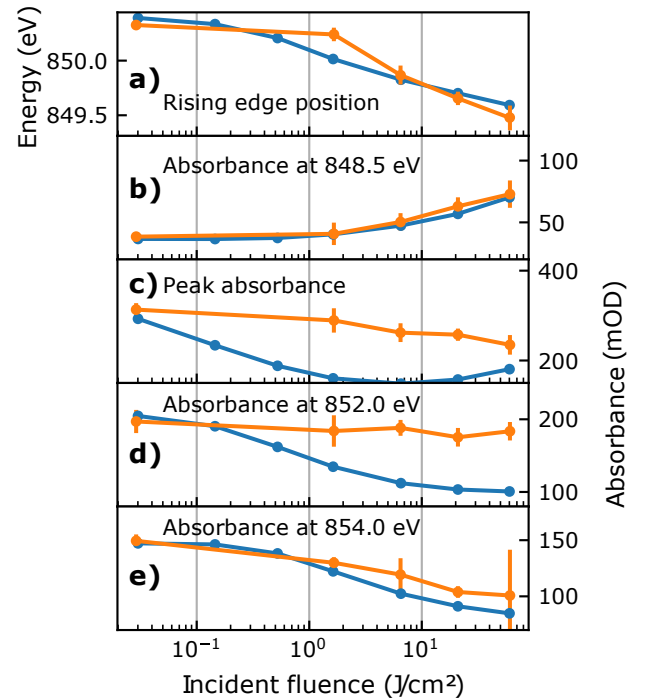 Energy (eV)
850.0
849.5
a)
Rising edge position
b)
Absorbance at 848.5 eV
100
50
c)
Peak absorbance
400
200
d)
Absorbance at 852.0 eV
200
100
e)
Absorbance at 854.0 eV
150
100
Absorbance (mOD)
10⁻¹ 10⁰ 10¹
Incident fluence (J/cm²)